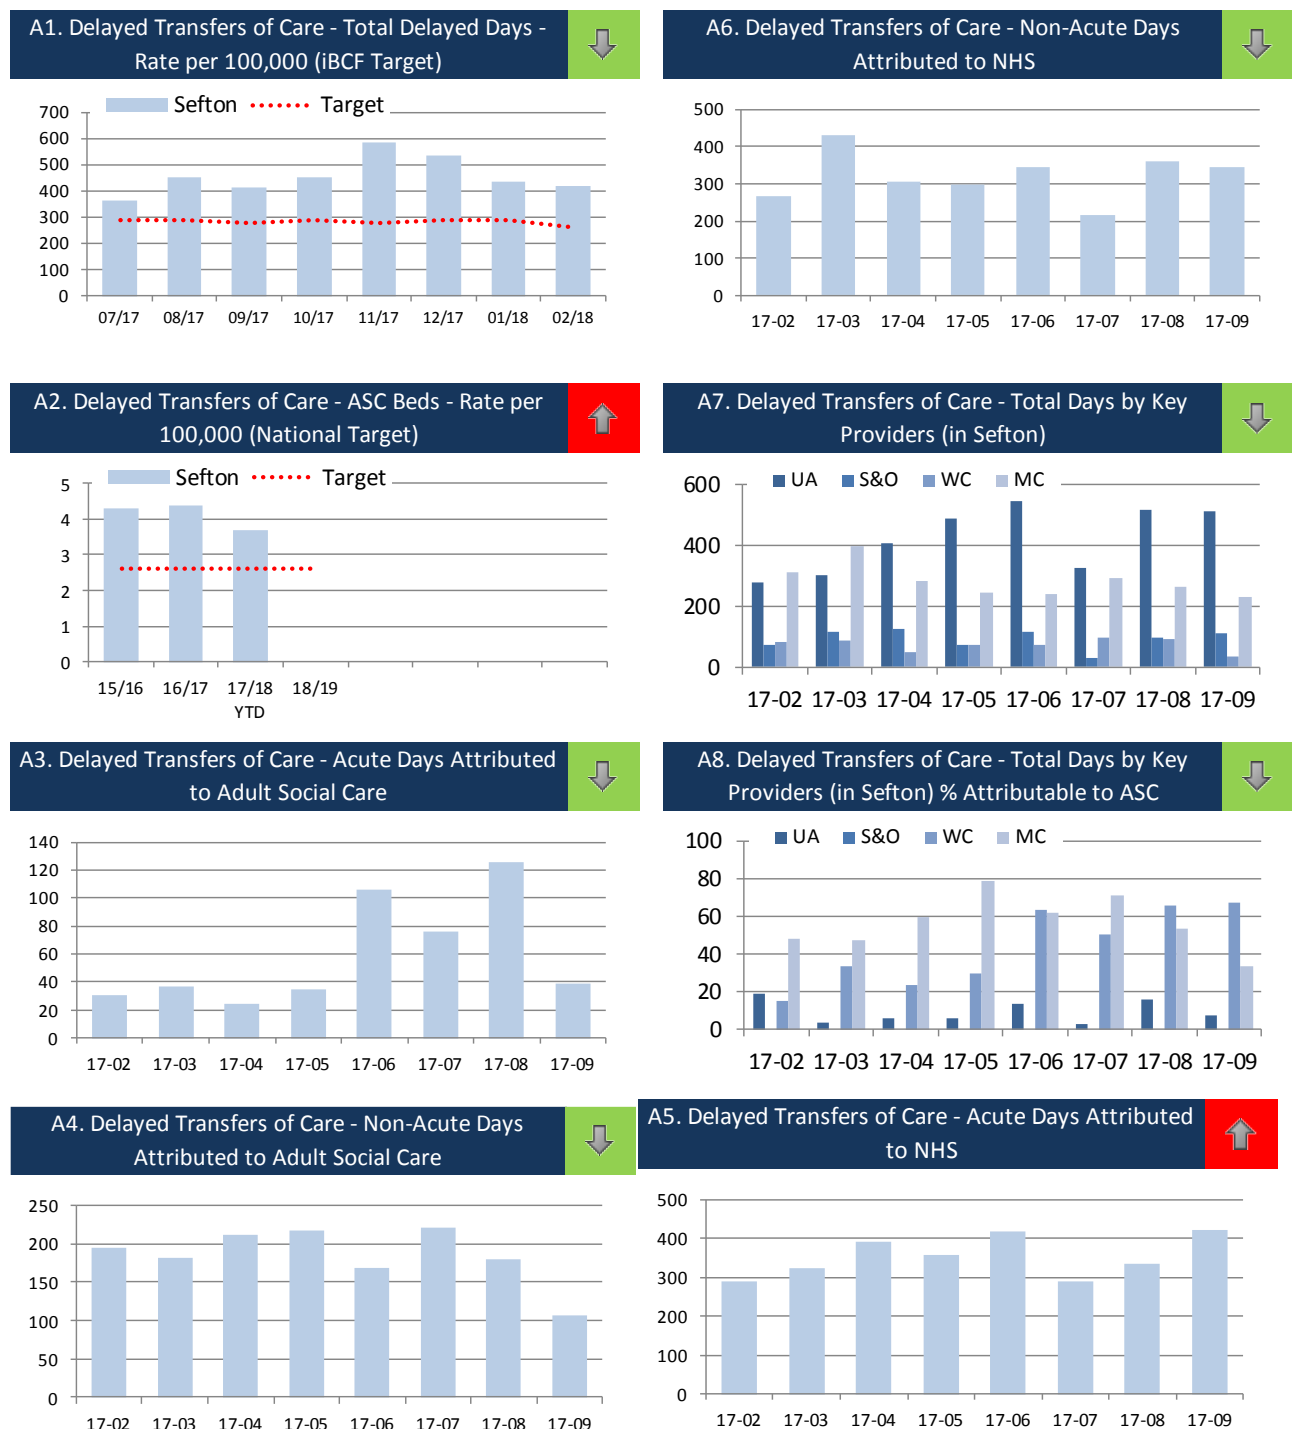 A1. Delayed Transfers of Care - Total Delayed Days -
Rate per 100,000 (iBCF Target)
Sefton Target
700
600
500
400
300
200
100
0
07/17 08/17 09/17 10/17 11/17 12/17 01/18 02/18
A6. Delayed Transfers of Care - Non-Acute Days
Attributed to NHS
500
400
300
200
100
0
17-02 17-03 17-04 17-05 17-06 17-07 17-08 17-09
A2. Delayed Transfers of Care - ASC Beds - Rate per
100,000 (National Target)
Sefton Target
5
4
3
2
1
0
15/16 16/17 17/18 18/19
YTD
A7. Delayed Transfers of Care - Total Days by Key
Providers (in Sefton)
UA S&O WC MC
600
400
200
0
17-02 17-03 17-04 17-05 17-06 17-07 17-08 17-09
A3. Delayed Transfers of Care - Acute Days Attributed
to Adult Social Care
140
120
100
80
60
40
20
0
17-02 17-03 17-04 17-05 17-06 17-07 17-08 17-09
A8. Delayed Transfers of Care - Total Days by Key
Providers (in Sefton) % Attributable to ASC
UA S&O WC MC
100
80
60
40
20
0
17-02 17-03 17-04 17-05 17-06 17-07 17-08 17-09
A4. Delayed Transfers of Care - Non-Acute Days
Attributed to Adult Social Care
250
200
150
100
50
0
17-02 17-03 17-04 17-05 17-06 17-07 17-08 17-09
A5. Delayed Transfers of Care - Acute Days Attributed
to NHS
500
400
300
200
100
0
17-02 17-03 17-04 17-05 17-06 17-07 17-08 17-09